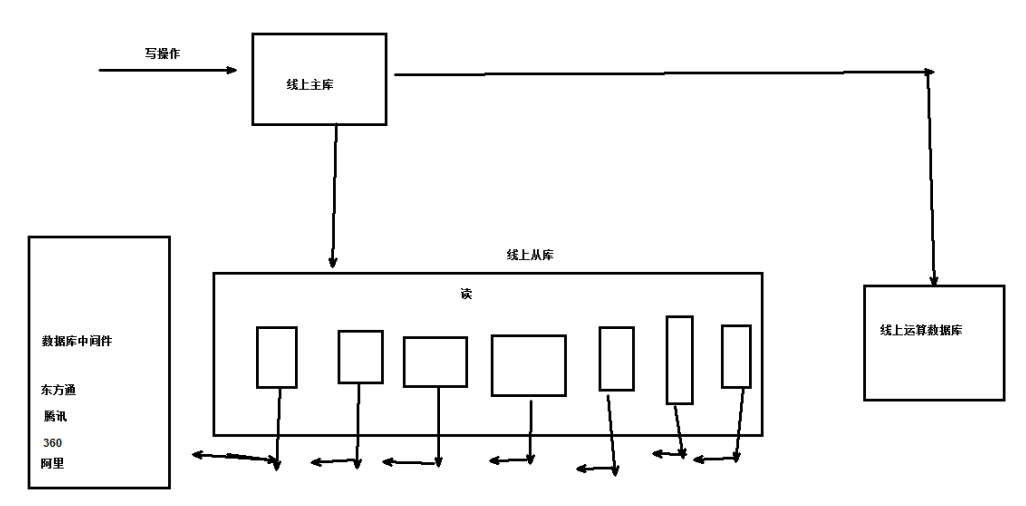 写操作
线上主库
线上从库
读
线上运算数据库
数据库中间件
东方通
腾讯
360
阿里